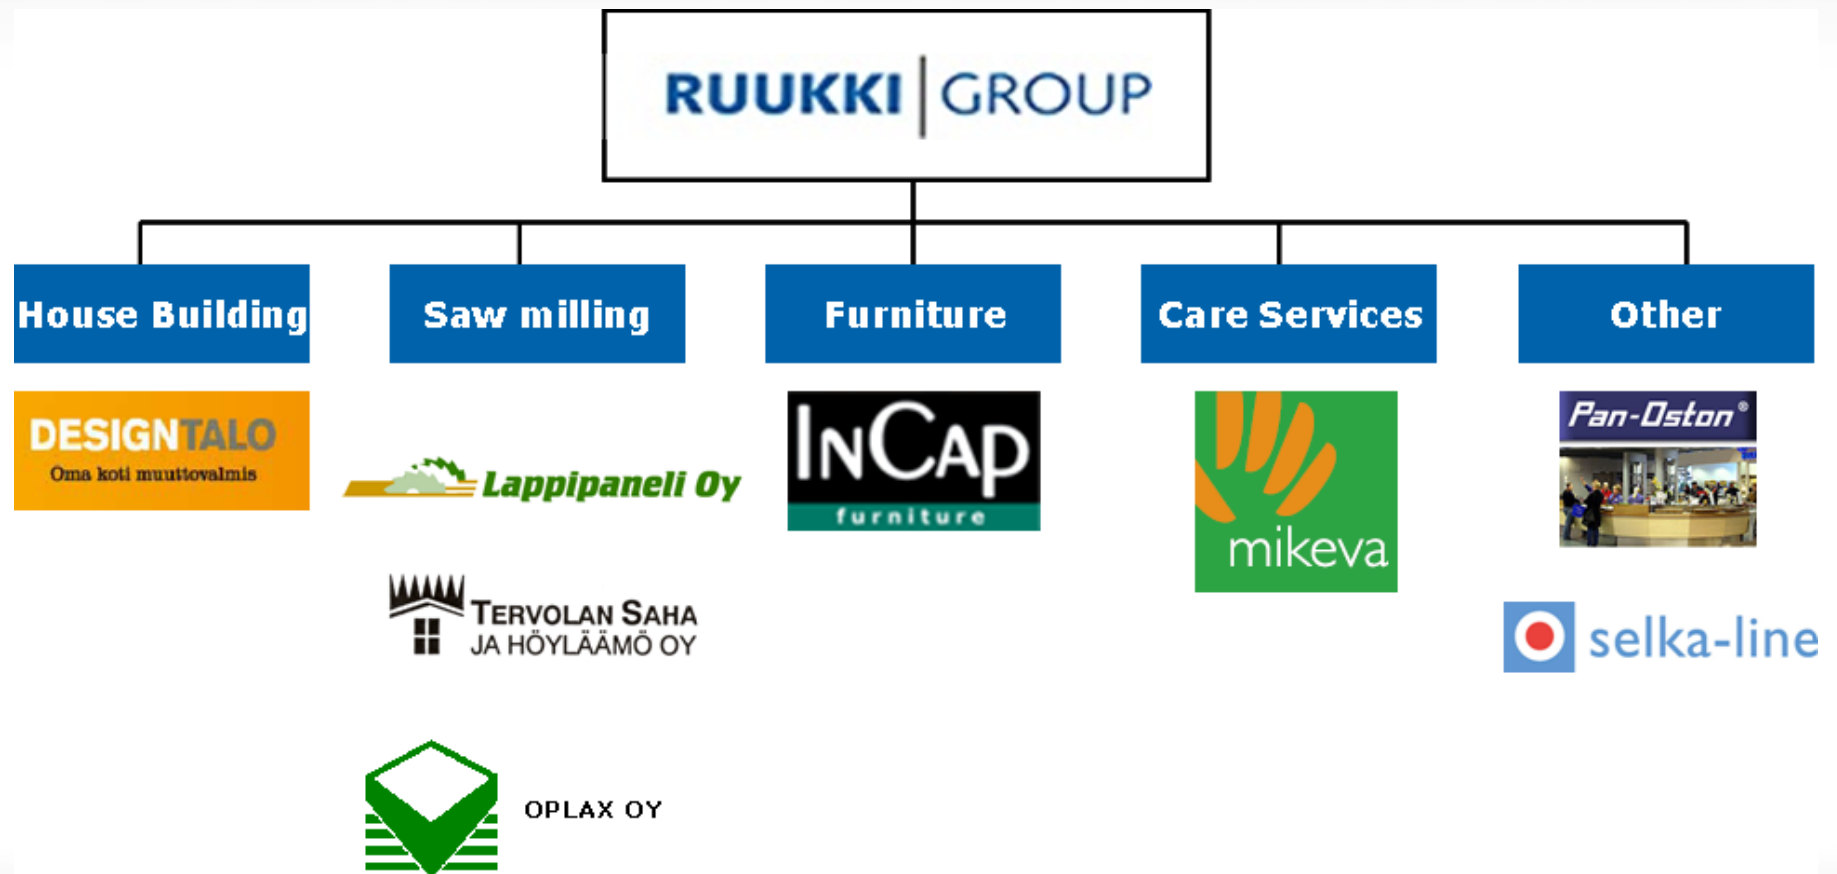 RUUKKI GROUP
House Building
Saw milling
Furniture
Care Services
Other
DESIGNTALO
Oma koti muuttovalmis
Lappipaneli Oy
TERVOLAN SAHA
JA HÖYLÄÄMÖ OY
OPLAX OY
INCAP
furniture
mikeva
Pan-Oston®
selka-line